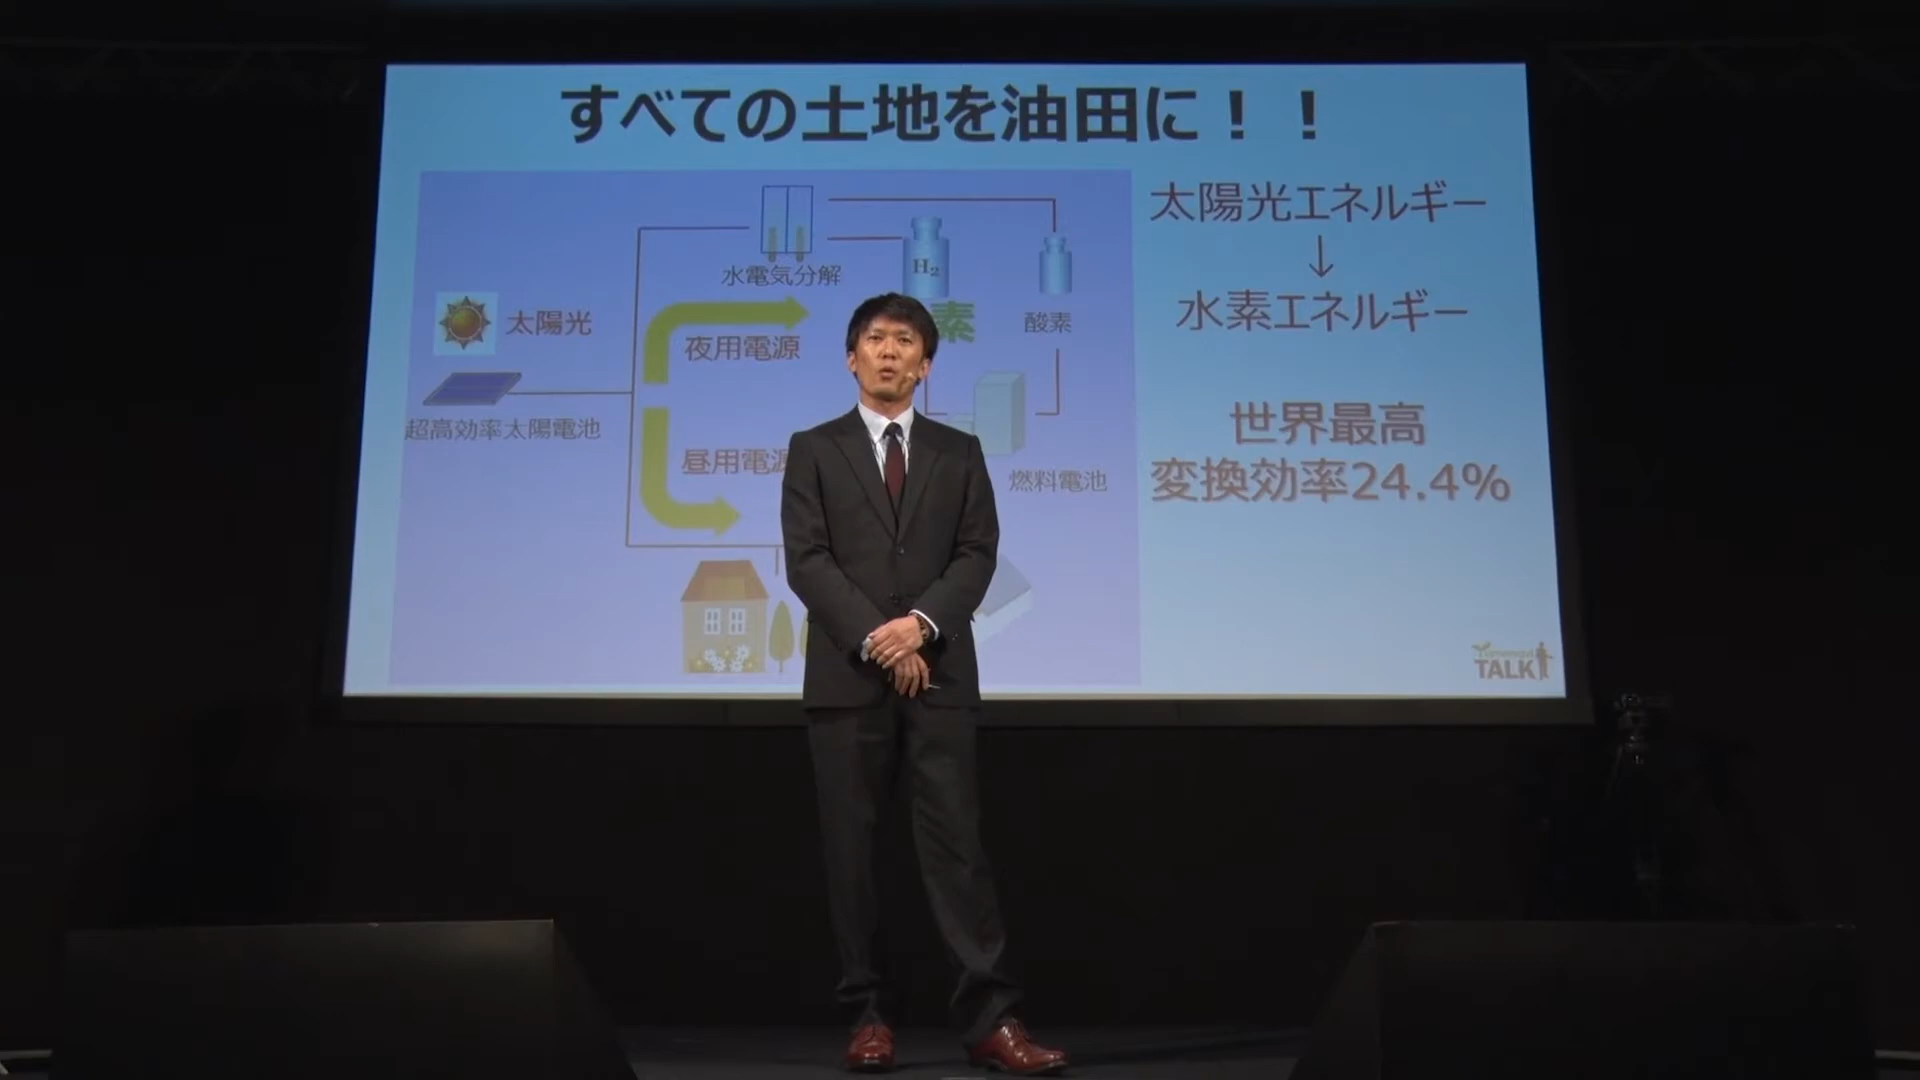 すべての土地を油田に！！
太陽光エネルギー
↓
水素エネルギー
世界最高
変換効率24.4%
水電気分解
H2
素
酸素
太陽光
夜用電源
超高効率太陽電池
昼用電源
燃料電池
Tomorrow
TALK